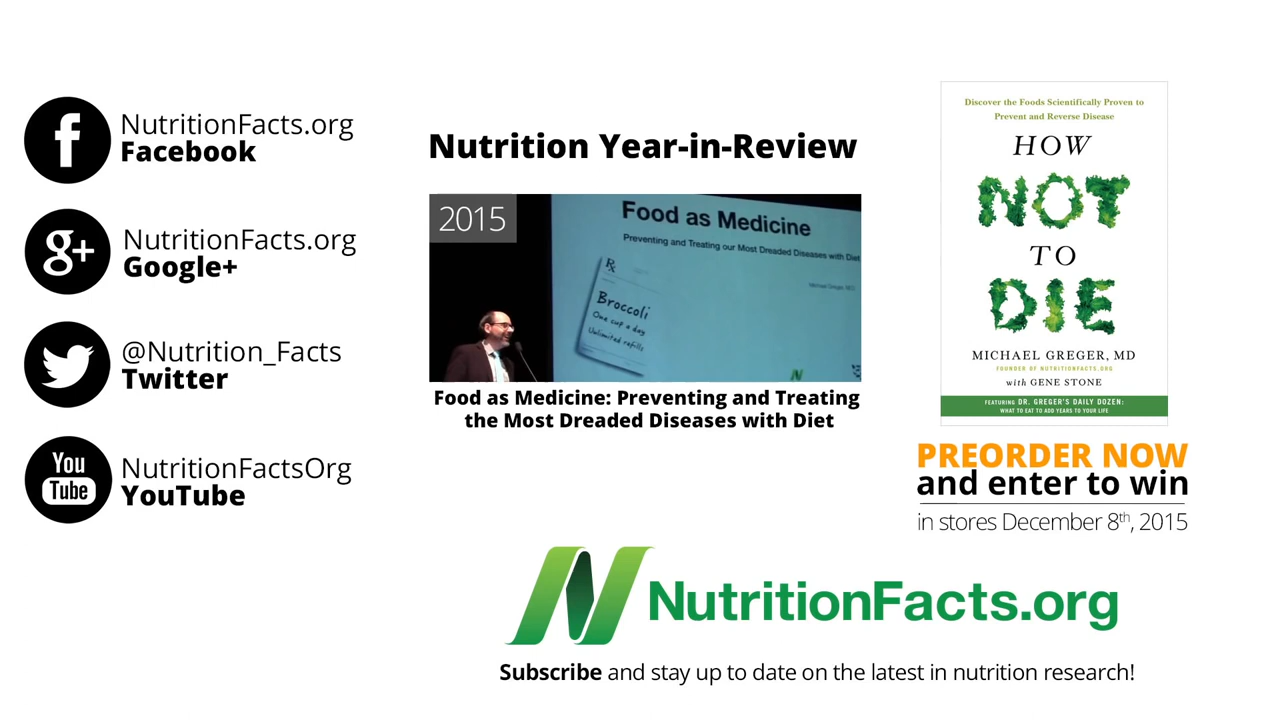 NutritionFacts.org
Facebook
NutritionFacts.org
Google+
@Nutrition_Facts
Twitter
You
Tube
NutritionFactsOrg
YouTube
Nutrition Year-in-Review
2015
Food as Medicine
Preventing and Treating our Most Dreaded Diseases with Diet
Broccoli
One cup a day
Unlimited refills
Food as Medicine: Preventing and Treating
the Most Dreaded Diseases with Diet
Discover the Foods Scientifically Proven to
Prevent and Reverse Disease
HOW
NOT
TO
DIE
MICHAEL GREGER, MD
FOUNDER OF NUTRITIONFACTS.ORG
with GENE STONE
FEATURING DR. GREGER'S DAILY DOZEN:
WHAT TO EAT TO ADD YEARS TO YOUR LIFE
PREORDER NOW
and enter to win
in stores December 8th, 2015
NutritionFacts.org
Subscribe and stay up to date on the latest in nutrition research!